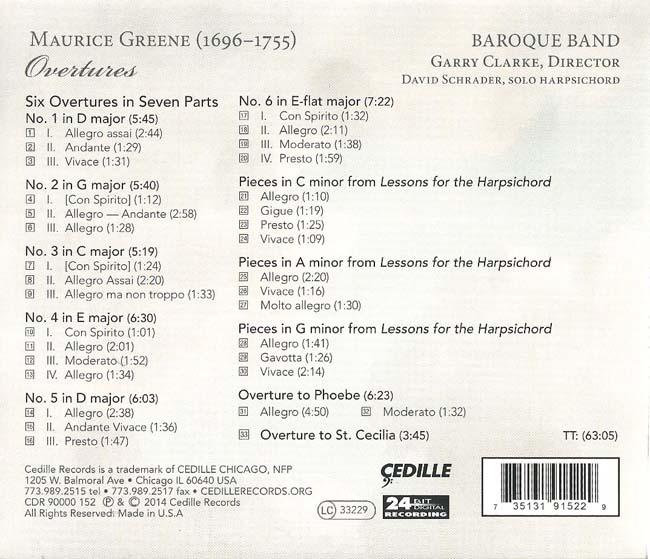 MAURICE GREENE (1696–1755)
Overtures
BAROQUE BAND
GARRY CLARKE, DIRECTOR
DAVID SCHRADER, SOLO HARPSICHORD
Six Overtures in Seven Parts
No. 1 in D major (5:45)
1 I. Allegro assai (2:44)
2 II. Andante (1:29)
3 III. Vivace (1:31)
No. 2 in G major (5:40)
4 I. [Con Spirito] (1:12)
5 II. Allegro — Andante (2:58)
6 III. Allegro (1:28)
No. 3 in C major (5:19)
7 I. [Con Spirito] (1:24)
8 II. Allegro Assai (2:20)
9 III. Allegro ma non troppo (1:33)
No. 4 in E major (6:30)
10 I. Con Spirito (1:01)
11 II. Allegro (2:01)
12 III. Moderato (1:52)
13 IV. Allegro (1:34)
No. 5 in D major (6:03)
14 I. Allegro (2:38)
15 II. Andante Vivace (1:36)
16 III. Presto (1:47)
No. 6 in E-flat major (7:22)
17 I. Con Spirito (1:32)
18 II. Allegro (2:11)
19 III. Moderato (1:38)
20 IV. Presto (1:59)
Pieces in C minor from Lessons for the Harpsichord
21 Allegro (1:10)
22 Gigue (1:19)
23 Presto (1:25)
24 Vivace (1:09)
Pieces in A minor from Lessons for the Harpsichord
25 Allegro (2:20)
26 Vivace (1:16)
27 Molto allegro (1:30)
Pieces in G minor from Lessons for the Harpsichord
28 Allegro (1:41)
29 Gavotta (1:26)
30 Vivace (2:14)
Overture to Phoebe (6:23)
31 Allegro (4:50) 32 Moderato (1:32)
33 Overture to St. Cecilia (3:45)
TT: (63:05)
Cedille Records is a trademark of CEDILLE CHICAGO, NFP
1205 W. Balmoral Ave • Chicago IL 60640 USA
773.989.2515 tel • 773.989.2517 fax • CEDILLERECORDS.ORG
CDR 90000 152 ℗ & © 2014 Cedille Records
All Rights Reserved. Made in U.S.A
LC 33229
CEDILLE
24 BIT
DIGITAL
RECORDING
7 35131 91522 9